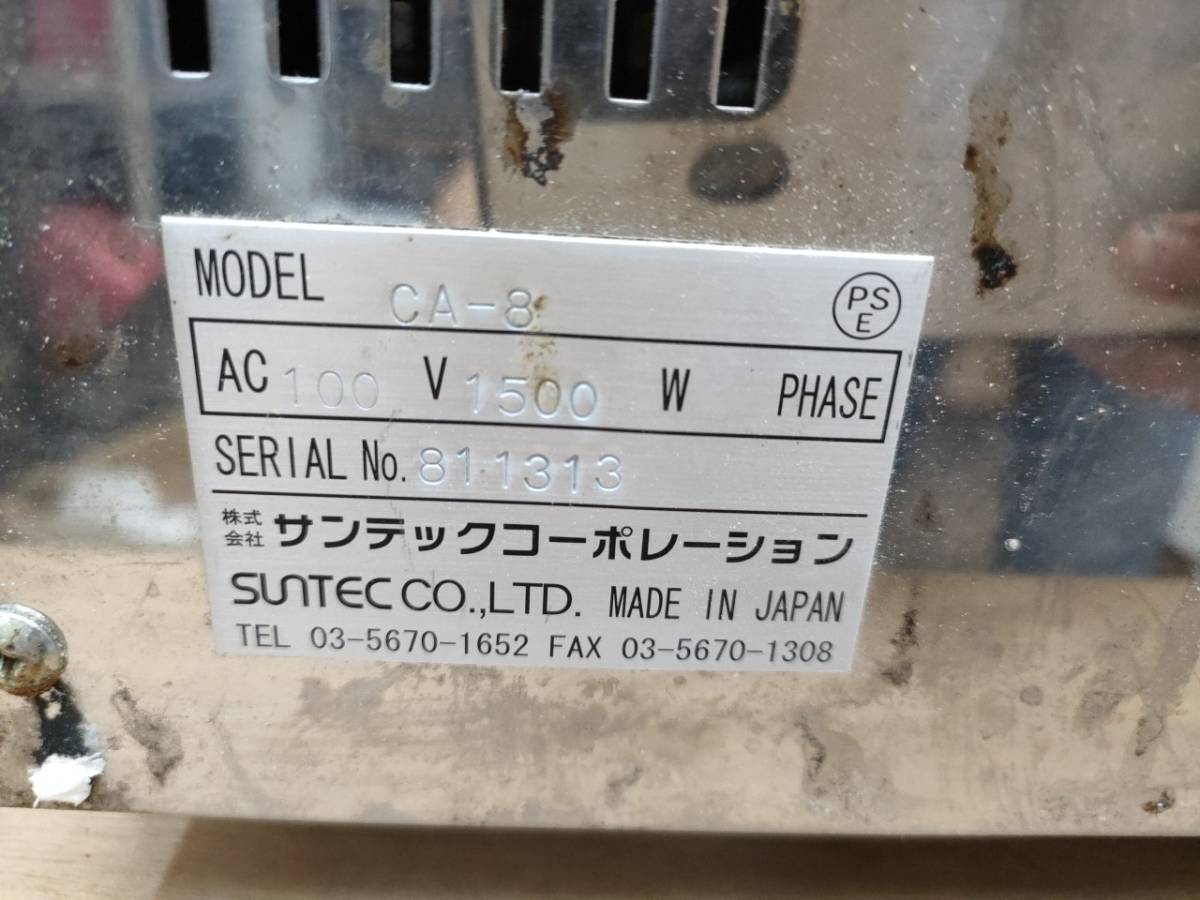 MODEL CA-8 PS E
AC 100 V 1500 W PHASE
SERIAL No. 811313
株式会社 サンテックコーポレーション
SUNTEC CO.,LTD. MADE IN JAPAN
TEL 03-5670-1652 FAX 03-5670-1308